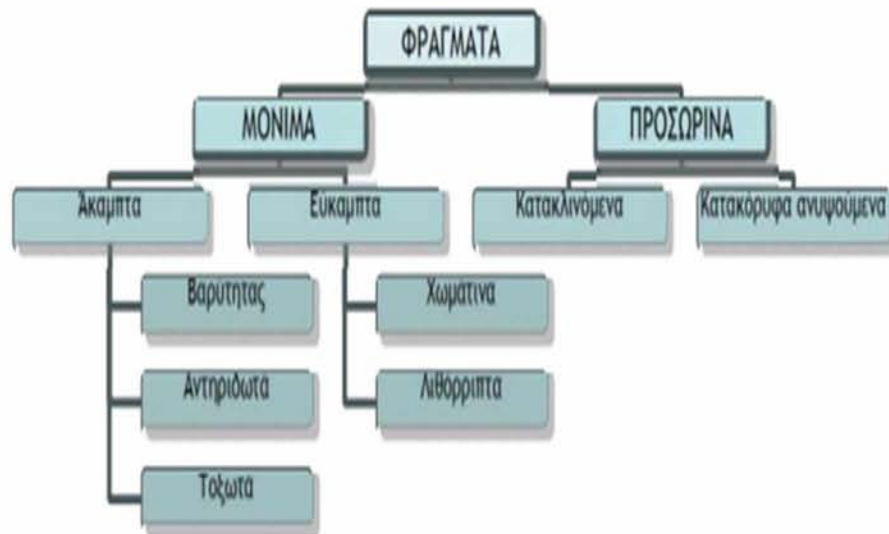 ΦΡΑΓΜΑΤΑ
ΜΟΝΙΜΑ
ΠΡΟΣΩΡΙΝΑ
Άκαμπτα
Εύκαμπτα
Κατακλινόμενα
Κατακόρυφα ανυψούμενα
Βαρύτητας
Χωμάτινα
Αντηριδωτά
Λιθόρριπτα
Τοξωτά